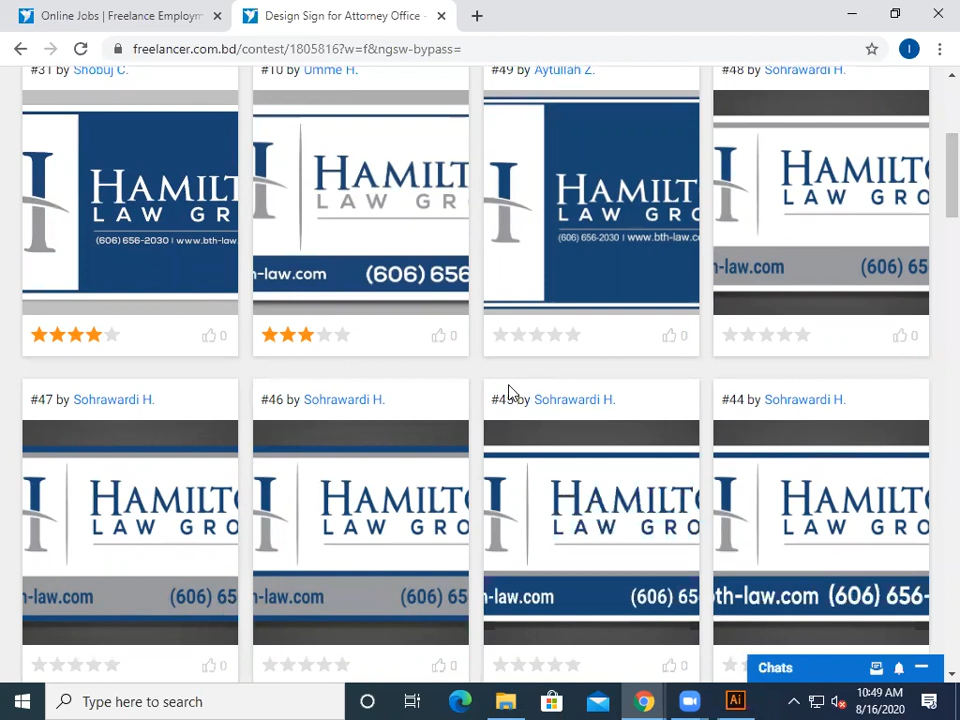 Online Jobs | Freelance Employm
Design Sign for Attorney Office -
freelancer.com.bd/contest/1805816?w=f&ngsw-bypass=
I
#31 by Shobuj C.
#10 by Umme H.
#49 by Aytullah Z.
#48 by Sohrawardi H.
HAMILT
LAW GR
(606) 656-2030 | www.bth-law.
HAMILT
LAW GR
h-law.com (606) 656
HAMILT
LAW GRO
(606) 656-2030 | www.bth-law.c
HAMILTO
LAW GRO
n-law.com (606) 65
0
0
0
0
#47 by Sohrawardi H.
#46 by Sohrawardi H.
by Sohrawardi H.
#44 by Sohrawardi H.
HAMILTO
LAW GRO
n-law.com (606) 65
HAMILTO
LAW GRO
n-law.com (606) 65
HAMILTO
LAW GRO
h-law.com (606) 65
HAMILTO
LAW GRO
bth-law.com (606) 656-
0
0
0
Chats
Type here to search
Ai
10:49 AM
8/16/2020